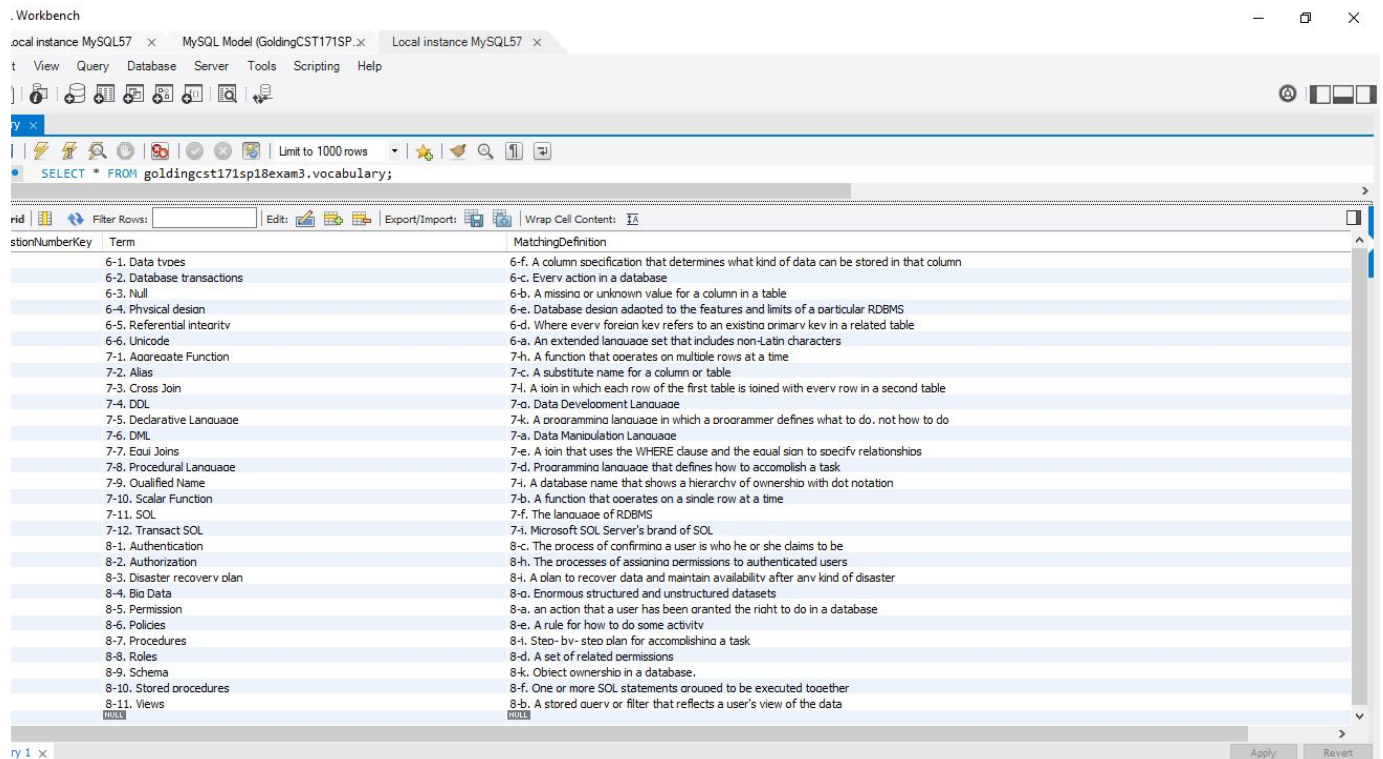 . Workbench
ocal instance MySQL57 × MySQL Model (GoldingCST171SP.× Local instance MySQL57 ×
t View Query Database Server Tools Scripting Help
ry ×
Limit to 1000 rows
SELECT * FROM goldingcst171sp18exam3.vocabulary;
rid Filter Rows: Edit: Export/Import: Wrap Cell Content: IA
stionNumberKey Term MatchingDefinition
6-1. Data types 6-f. A column specification that determines what kind of data can be stored in that column
6-2. Database transactions 6-c. Every action in a database
6-3. Null 6-b. A missing or unknown value for a column in a table
6-4. Physical design 6-e. Database design adapted to the features and limits of a particular RDBMS
6-5. Referential integrity 6-d. Where every foreign key refers to an existing primary key in a related table
6-6. Unicode 6-a. An extended language set that includes non-Latin characters
7-1. Aggregate Function 7-h. A function that operates on multiple rows at a time
7-2. Alias 7-c. A substitute name for a column or table
7-3. Cross Join 7-l. A join in which each row of the first table is joined with every row in a second table
7-4. DDL 7-g. Data Development Language
7-5. Declarative Language 7-k. A programming language in which a programmer defines what to do, not how to do
7-6. DML 7-a. Data Manipulation Language
7-7. Equi Joins 7-e. A join that uses the WHERE clause and the equal sign to specify relationships
7-8. Procedural Language 7-d. Programming language that defines how to accomplish a task
7-9. Qualified Name 7-i. A database name that shows a hierarchy of ownership with dot notation
7-10. Scalar Function 7-b. A function that operates on a single row at a time
7-11. SQL 7-f. The language of RDBMS
7-12. Transact SQL 7-j. Microsoft SQL Server's brand of SQL
8-1. Authentication 8-c. The process of confirming a user is who he or she claims to be
8-2. Authorization 8-h. The processes of assigning permissions to authenticated users
8-3. Disaster recovery plan 8-i. A plan to recover data and maintain availability after any kind of disaster
8-4. Big Data 8-g. Enormous structured and unstructured datasets
8-5. Permission 8-a. an action that a user has been granted the right to do in a database
8-6. Policies 8-e. A rule for how to do some activity
8-7. Procedures 8-j. Step- by- step plan for accomplishing a task
8-8. Roles 8-d. A set of related permissions
8-9. Schema 8-k. Object ownership in a database.
8-10. Stored procedures 8-f. One or more SQL statements grouped to be executed together
8-11. Views 8-b. A stored query or filter that reflects a user's view of the data
NULL NULL
ry 1 × Apply Revert